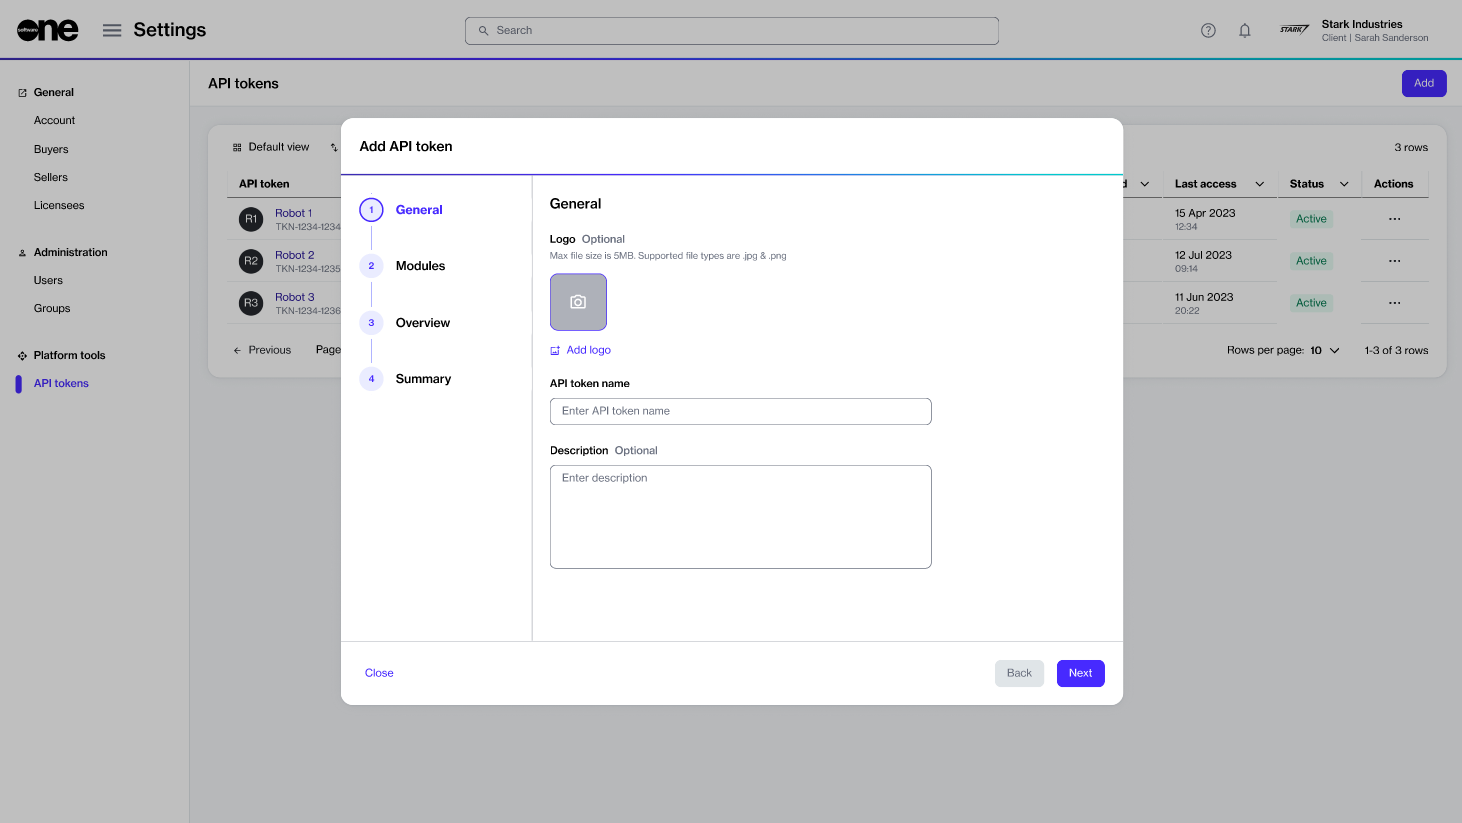 software
one
Settings
Search
Stark Industries
Client | Sarah Sanderson
STARK
General
Account
Buyers
Sellers
Licensees
Administration
Users
Groups
Platform tools
API tokens
API tokens
Add
Default view
3 rows
API token
d
Last access
Status
Actions
R1
Robot 1
TKN-1234-1234
15 Apr 2023
12:34
Active
R2
Robot 2
TKN-1234-1235
12 Jul 2023
09:14
Active
R3
Robot 3
TKN-1234-1236
11 Jun 2023
20:22
Active
Previous
Page
Rows per page: 10
1-3 of 3 rows
Add API token
1 General
2 Modules
3 Overview
4 Summary
General
Logo Optional
Max file size is 5MB. Supported file types are .jpg & .png
Add logo
API token name
Enter API token name
Description Optional
Enter description
Close
Back
Next